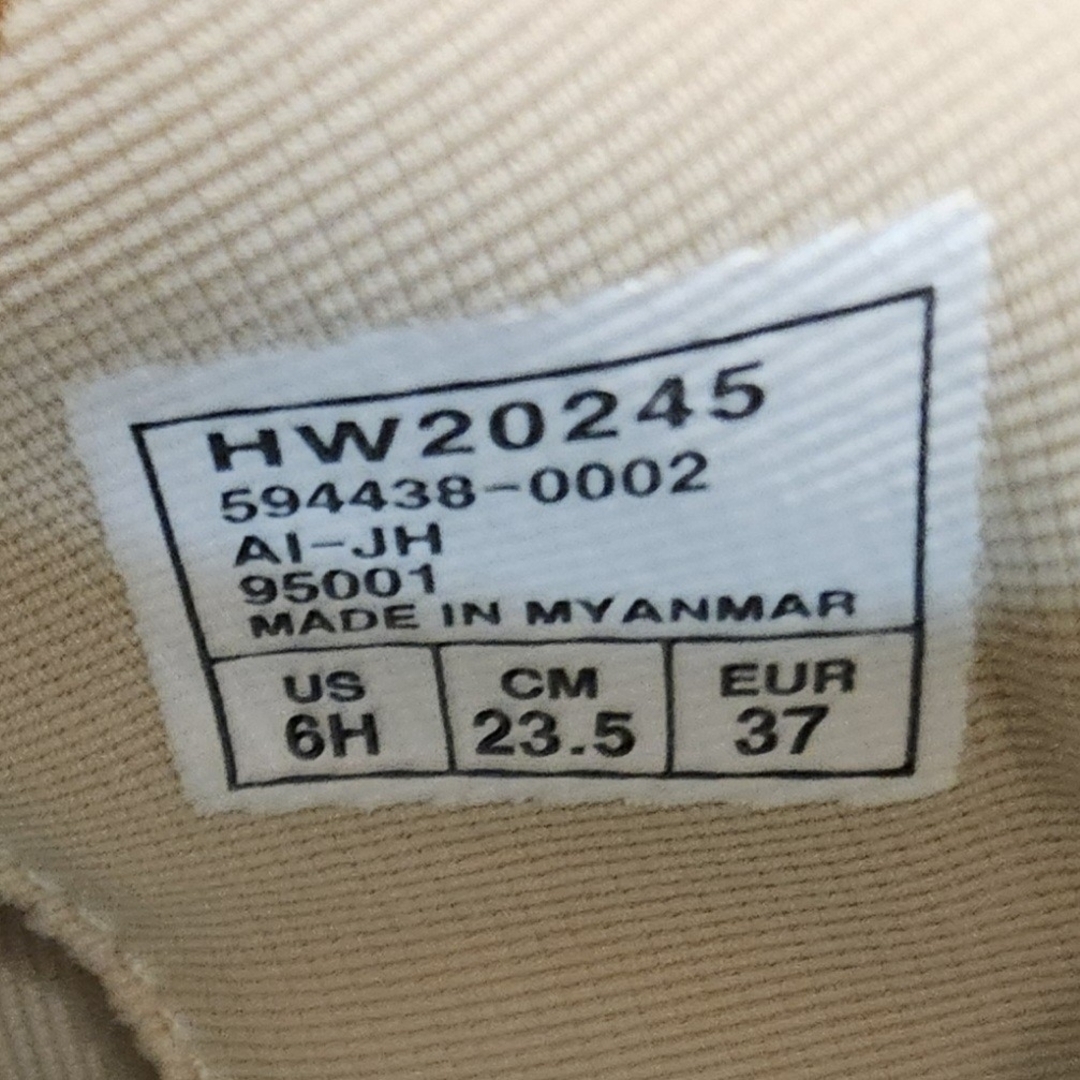 HW20245
594438-0002
AI-JH
95001
MADE IN MYANMAR
US CM EUR
6H 23.5 37